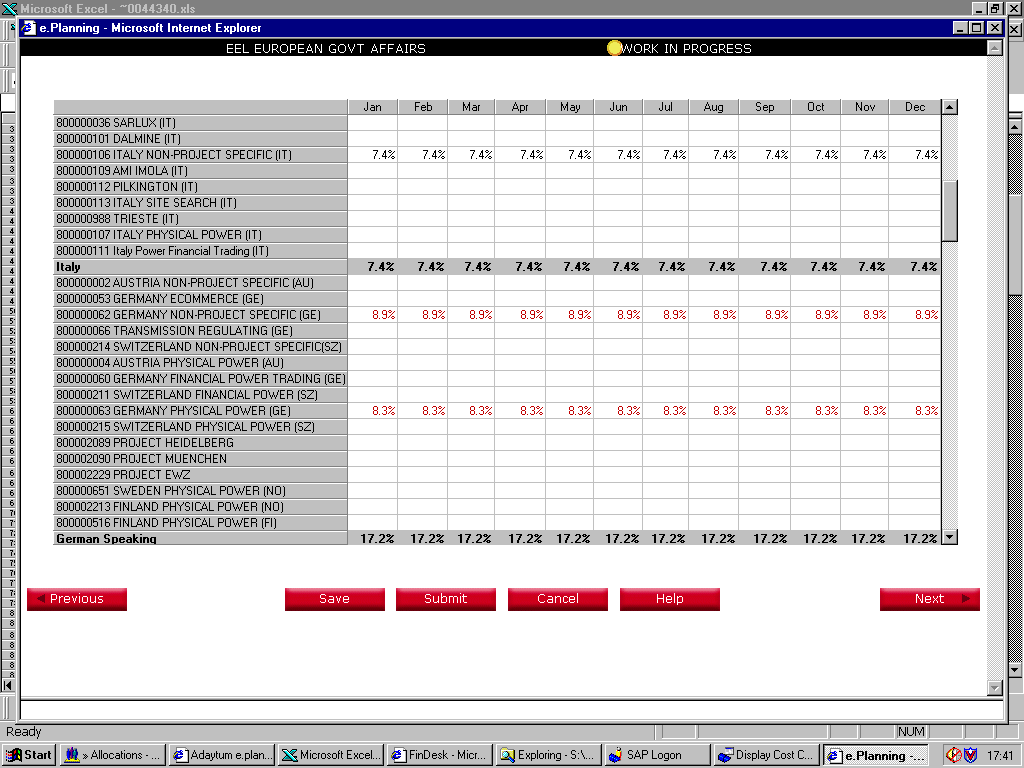 Microsoft Excel - ~0044340.xls
e.Planning - Microsoft Internet Explorer
EEL EUROPEAN GOVT AFFAIRS WORK IN PROGRESS
Jan Feb Mar Apr May Jun Jul Aug Sep Oct Nov Dec
800000036 SARLUX (IT)
800000101 DALMINE (IT)
800000106 ITALY NON-PROJECT SPECIFIC (IT) 7.4% 7.4% 7.4% 7.4% 7.4% 7.4% 7.4% 7.4% 7.4% 7.4% 7.4% 7.4%
800000109 AMI IMOLA (IT)
800000112 PILKINGTON (IT)
800000113 ITALY SITE SEARCH (IT)
800000988 TRIESTE (IT)
800000107 ITALY PHYSICAL POWER (IT)
800000111 Italy Power Financial Trading (IT)
Italy 7.4% 7.4% 7.4% 7.4% 7.4% 7.4% 7.4% 7.4% 7.4% 7.4% 7.4% 7.4%
800000002 AUSTRIA NON-PROJECT SPECIFIC (AU)
800000053 GERMANY ECOMMERCE (GE)
800000062 GERMANY NON-PROJECT SPECIFIC (GE) 8.9% 8.9% 8.9% 8.9% 8.9% 8.9% 8.9% 8.9% 8.9% 8.9% 8.9% 8.9%
800000066 TRANSMISSION REGULATING (GE)
800000214 SWITZERLAND NON-PROJECT SPECIFIC(SZ)
800000004 AUSTRIA PHYSICAL POWER (AU)
800000060 GERMANY FINANCIAL POWER TRADING (GE)
800000211 SWITZERLAND FINANCIAL POWER (SZ)
800000063 GERMANY PHYSICAL POWER (GE) 8.3% 8.3% 8.3% 8.3% 8.3% 8.3% 8.3% 8.3% 8.3% 8.3% 8.3% 8.3%
800000215 SWITZERLAND PHYSICAL POWER (SZ)
800002089 PROJECT HEIDELBERG
800002090 PROJECT MUENCHEN
800002229 PROJECT EWZ
800000651 SWEDEN PHYSICAL POWER (NO)
800002213 FINLAND PHYSICAL POWER (NO)
800000516 FINLAND PHYSICAL POWER (FI)
German Speaking 17.2% 17.2% 17.2% 17.2% 17.2% 17.2% 17.2% 17.2% 17.2% 17.2% 17.2% 17.2%
Previous Save Submit Cancel Help Next
Ready NUM
Start » Allocations - ... Adaytum e.plan... Microsoft Excel... FinDesk - Micr... Exploring - S:\... SAP Logon Display Cost C... e.Planning -... 17:41